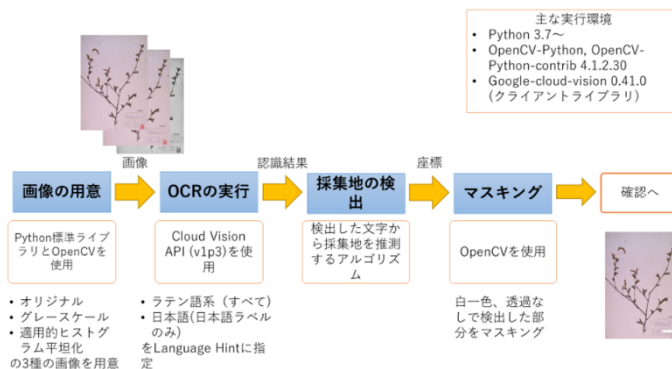 主な実行環境
• Python 3.7～
• OpenCV-Python, OpenCV-
Python-contrib 4.1.2.30
• Google-cloud-vision 0.41.0
(クライアントライブラリ)
画像
認識結果
座標
画像の用意
OCRの実行
採集地の検
出
マスキング
確認へ
Python標準ライブ
ラリとOpenCVを
使用
Cloud Vision
API (v1p3)を使
用
検出した文字か
ら採集地を推測
するアルゴリズ
ム
OpenCVを使用
• オリジナル
• グレースケール
• 適用的ヒストグ
ラム平坦化
の3種の画像を用意
• ラテン語系（すべて）
• 日本語(日本語ラベル
のみ)
をLanguage Hintに指
定
白一色、透過な
しで検出した部
分をマスキング